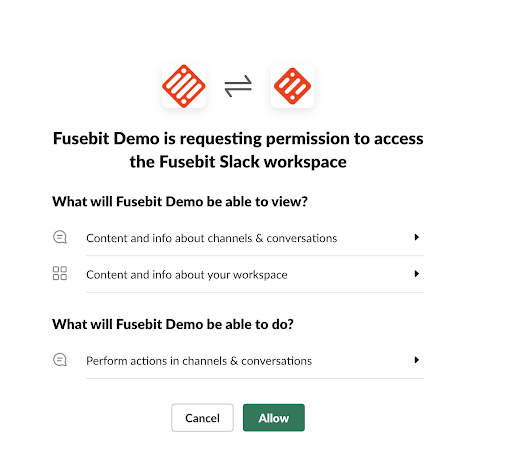 Fusebit Demo is requesting permission to access
the Fusebit Slack workspace
What will Fusebit Demo be able to view?
Content and info about channels & conversations
Content and info about your workspace
What will Fusebit Demo be able to do?
Perform actions in channels & conversations
Cancel Allow